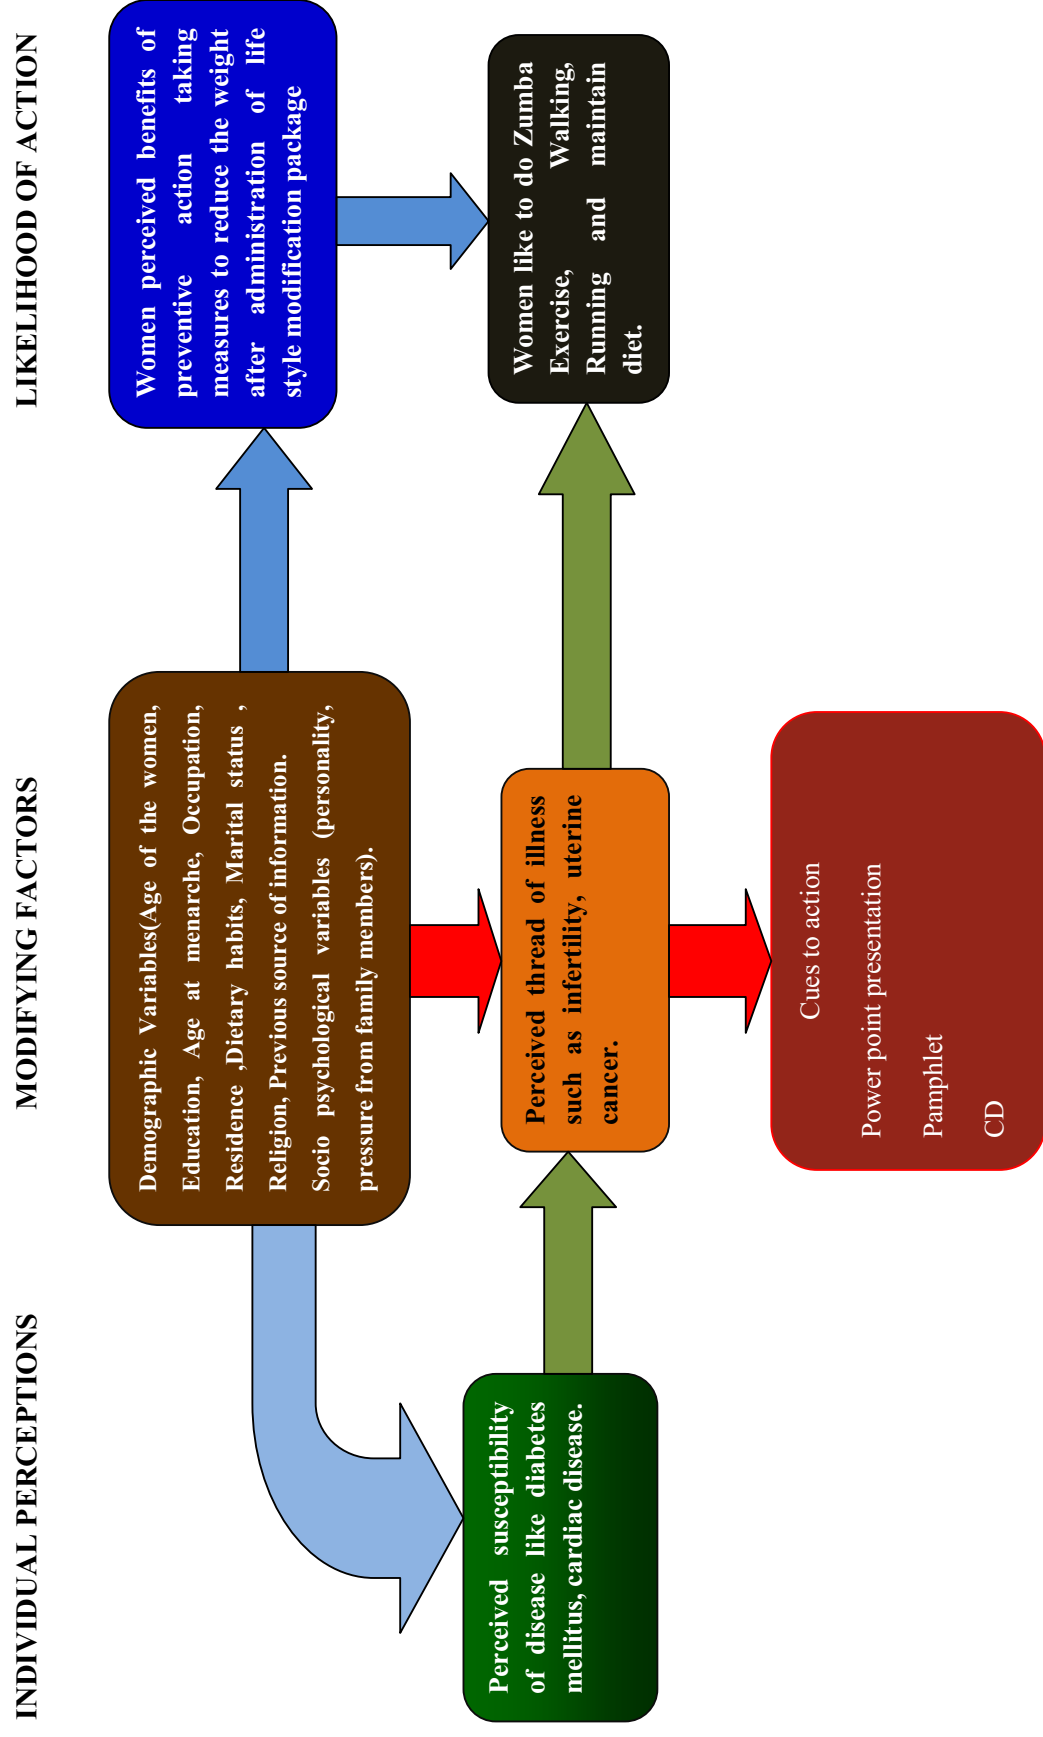 INDIVIDUAL PERCEPTIONS
MODIFYING FACTORS
LIKELIHOOD OF ACTION
Demographic Variables(Age of the women,
Education, Age at menarche, Occupation,
Residence ,Dietary habits, Marital status ,
Religion, Previous source of information.
Socio psychological variables (personality,
pressure from family members).
Women perceived benefits of
preventive action taking
measures to reduce the weight
after administration of life
style modification package
Perceived susceptibility
of disease like diabetes
mellitus, cardiac disease.
Perceived thread of illness
such as infertility, uterine
cancer.
Women like to do Zumba
Exercise, Walking,
Running and maintain
diet.
Cues to action
Power point presentation
Pamphlet
CD